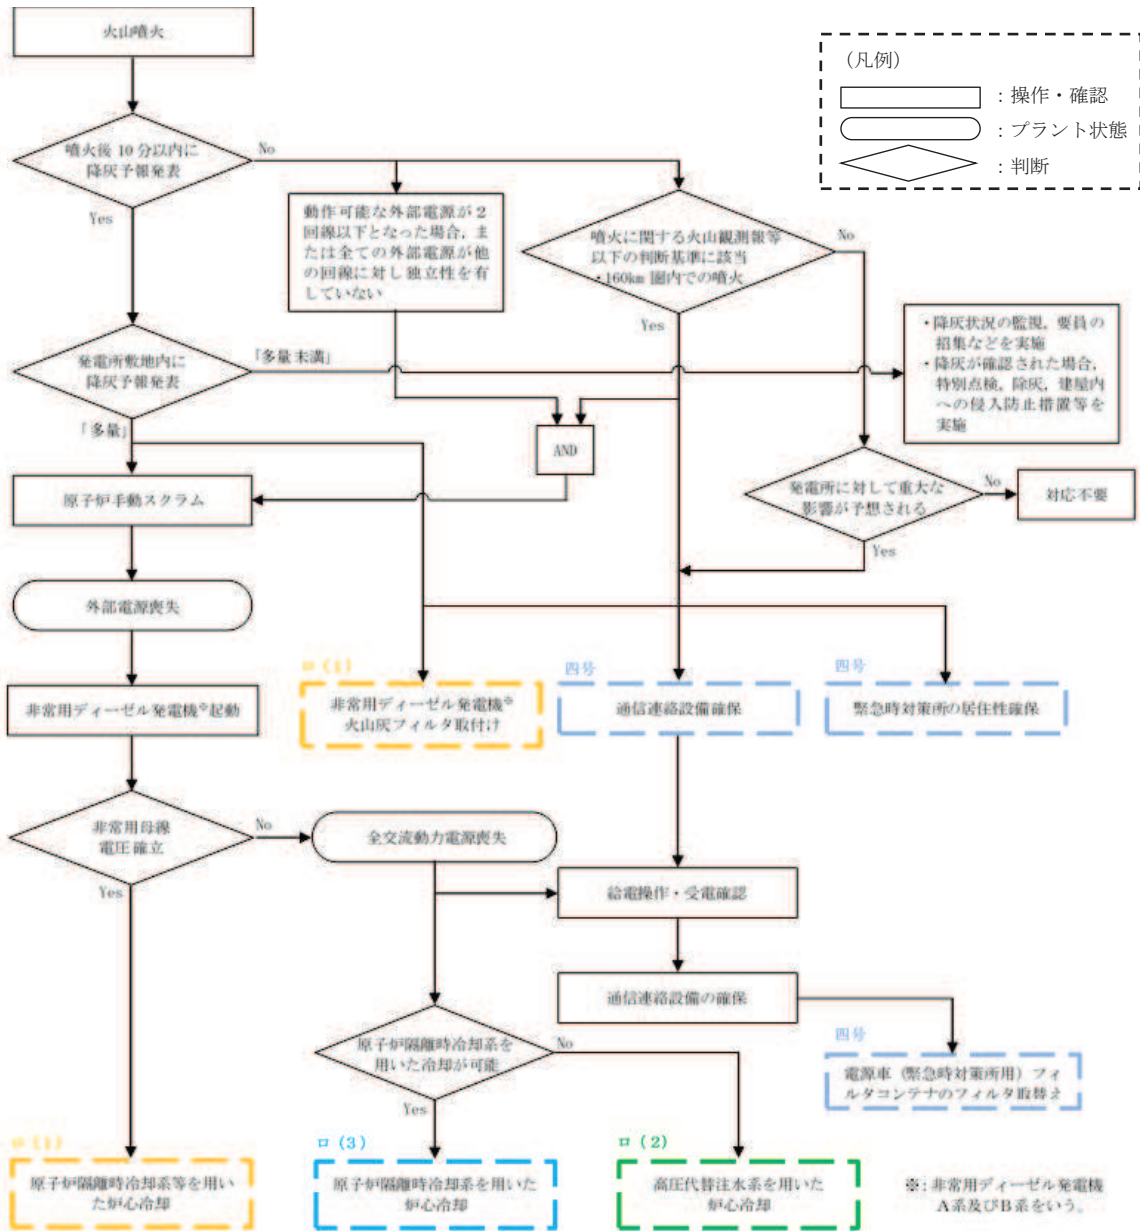 火山噴火
（凡例）
：操作・確認
：プラント状態
：判断
噴火後 10 分以内に
降灰予報発表
No
Yes
動作可能な外部電源が 2
回線以下となった場合，ま
たは全ての外部電源が他
の回線に対し独立性を有
していない
噴火に関する火山観測報等
以下の判断基準に該当
・160km 圏内での噴火
No
Yes
発電所敷地内に
降灰予報発表
「多量未満」
「多量」
・降灰状況の監視，要員の
招集などを実施
・降灰が確認された場合，
特別点検，除灰，建屋内
への侵入防止措置等を
実施
AND
原子炉手動スクラム
発電所に対して重大な
影響が予想される
No
対応不要
Yes
外部電源喪失
ロ（1）
四号
四号
非常用ディーゼル発電機※起動
非常用ディーゼル発電機※
火山灰フィルタ取付け
通信連絡設備確保
緊急時対策所の居住性確保
非常用母線
電圧確立
No
Yes
全交流動力電源喪失
給電操作・受電確認
通信連絡設備の確保
原子炉隔離時冷却系を
用いた冷却が可能
No
Yes
四号
電源車（緊急時対策所用）フィ
ルタコンテナのフィルタ取替え
ロ（1）
ロ（3）
ロ（2）
原子炉隔離時冷却系等を用い
た炉心冷却
原子炉隔離時冷却系を用いた
炉心冷却
高圧代替注水系を用いた
炉心冷却
※：非常用ディーゼル発電機
A系及びB系をいう。